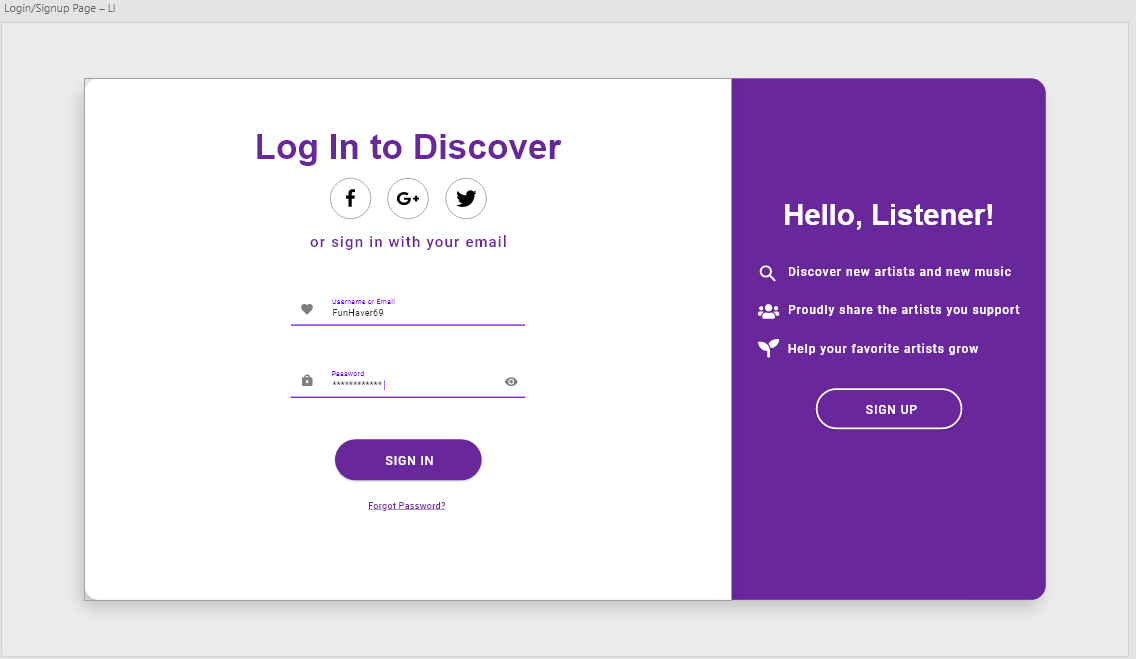 Login/Signup Page – LI
Log In to Discover
f
G+
or sign in with your email
Username or Email
FunHaver69
Password
************
SIGN IN
Forgot Password?
Hello, Listener!
Discover new artists and new music
Proudly share the artists you support
Help your favorite artists grow
SIGN UP